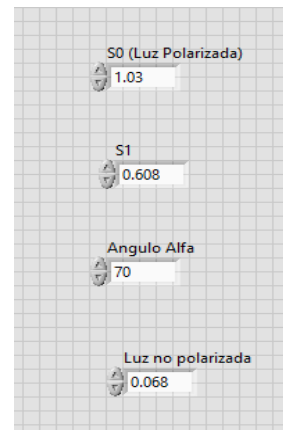 S0 (Luz Polarizada)
1.03
S1
0.608
Angulo Alfa
70
Luz no polarizada
0.068